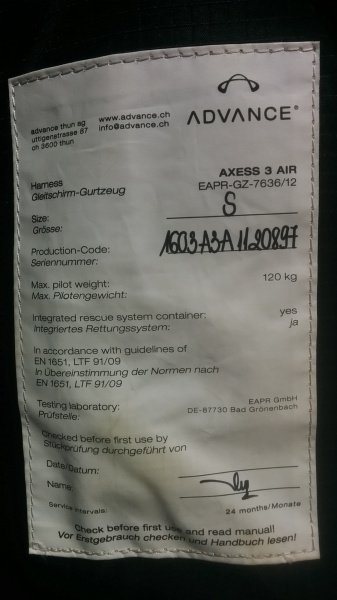 ADVANCE®
advance thun ag www.advance.ch
uttigenstrasse 87 info@advance.ch
ch 3600 thun
Harness AXESS 3 AIR
Gleitschirm-Gurtzeug EAPR-GZ-7636/12
Size: S
Grösse:
Production-Code: 1603A3A1120897
Seriennummer:
Max. pilot weight: 120 kg
Max. Pilotengewicht:
Integrated rescue system container: yes
Integriertes Rettungssystem: ja
In accordance with guidelines of
EN 1651, LTF 91/09
In Übereinstimmung der Normen nach
EN 1651, LTF 91/09
Testing laboratory: EAPR GmbH
Prüfstelle: DE-87730 Bad Grönenbach
Checked before first use by
Stückprüfung durchgeführt von
Date/Datum:
Name:
Service intervals: 24 months/Monate
Check before first use and read manual!
Vor Erstgebrauch checken und Handbuch lesen!